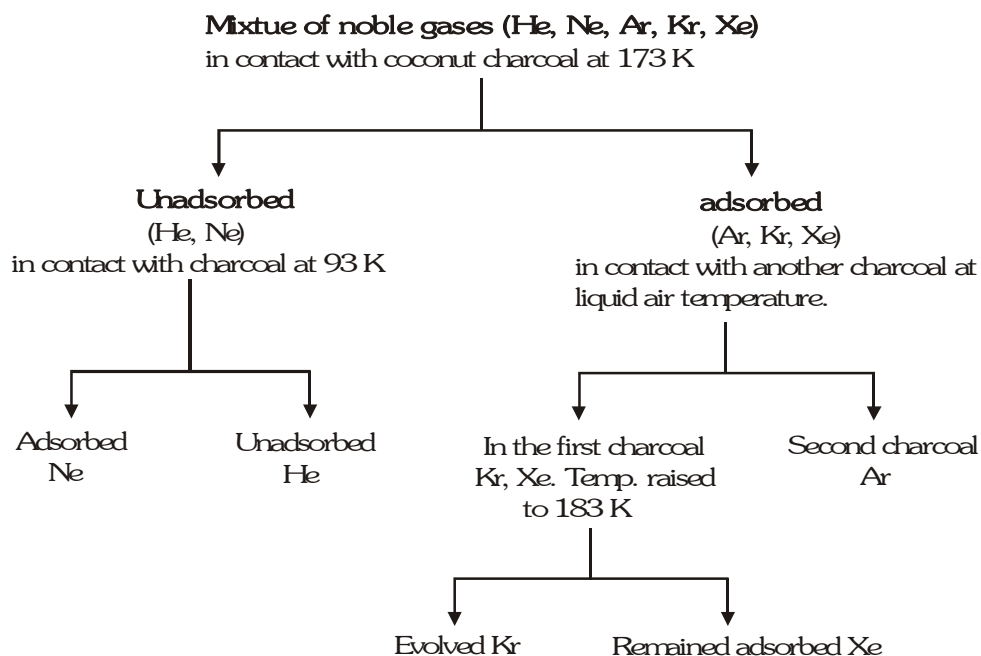 Mixtue of noble gases (He, Ne, Ar, Kr, Xe)
in contact with coconut charcoal at 173 K
Unadsorbed
(He, Ne)
in contact with charcoal at 93 K
adsorbed
(Ar, Kr, Xe)
in contact with another charcoal at
liquid air temperature.
Adsorbed
Ne
Unadsorbed
He
In the first charcoal
Kr, Xe. Temp. raised
to 183 K
Second charcoal
Ar
Evolved Kr
Remained adsorbed Xe